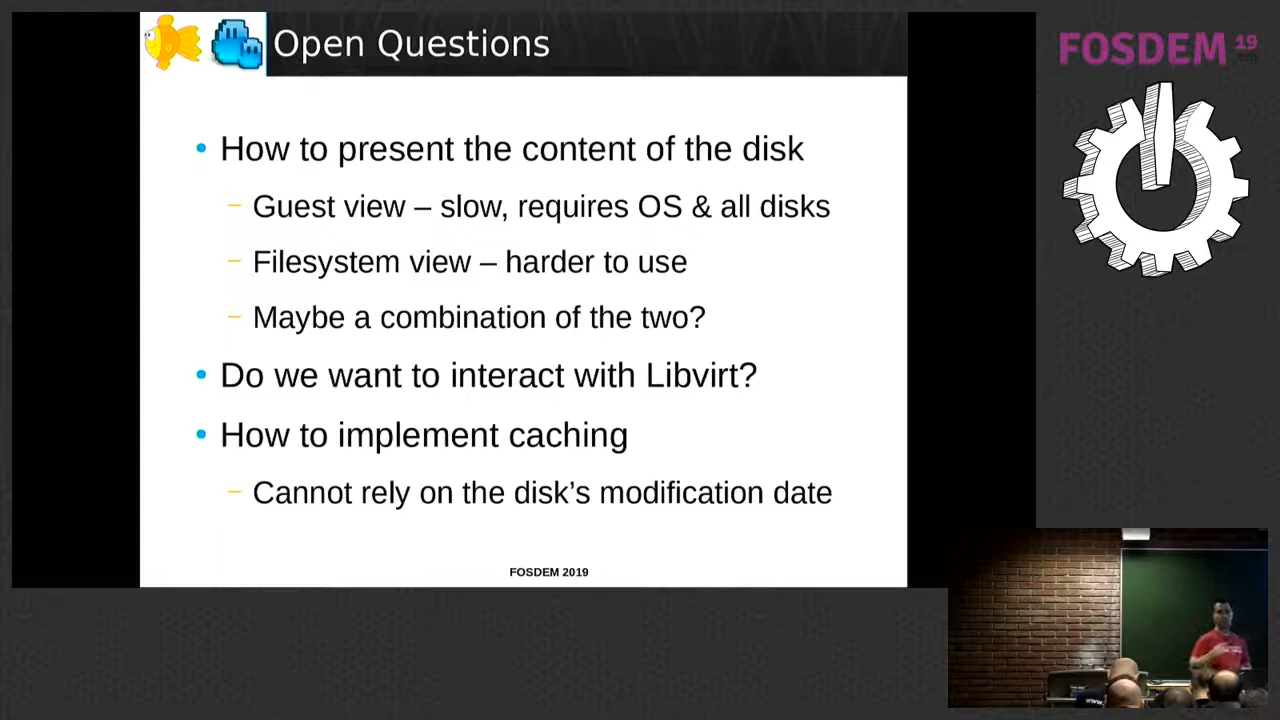 Open Questions
FOSDEM 19
• How to present the content of the disk
– Guest view – slow, requires OS & all disks
– Filesystem view – harder to use
– Maybe a combination of the two?
• Do we want to interact with Libvirt?
• How to implement caching
– Cannot rely on the disk’s modification date
FOSDEM 2019
www.